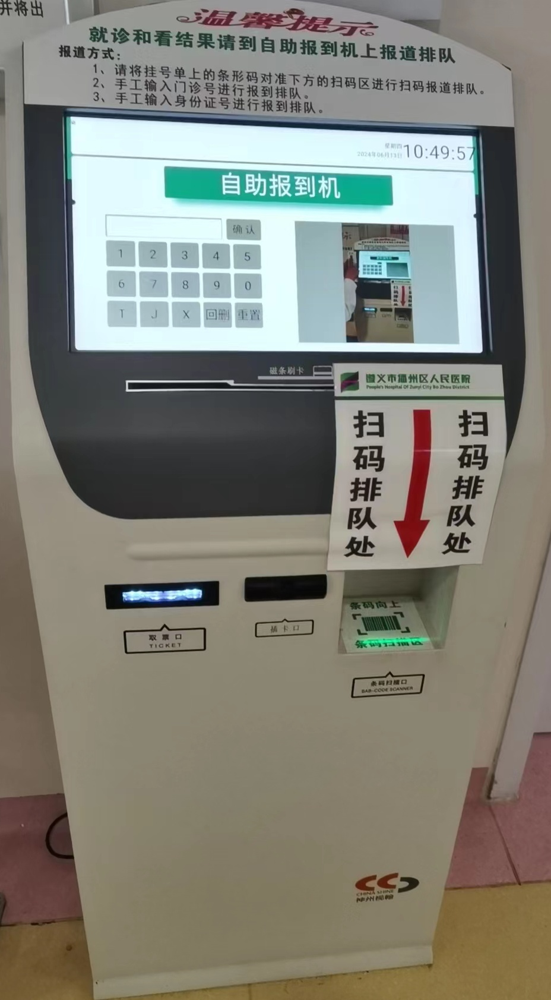 并将出
温馨提示
就诊和看结果请到自助报到机上报道排队
报道方式：
1、请将挂号单上的条形码对准下方的扫码区进行扫码报道排队。
2、手工输入门诊号进行报到排队。
3、手工输入身份证号进行报到排队。
星期四
2024年06月13日 10:49:57
自助报到机
确认
1 2 3 4 5
6 7 8 9 0
T J X 回删 重置
磁条刷卡
遵义市播州区人民医院
People's Hospital Of Zunyi City Bo Zhou District
扫码排队处
扫码排队处
取票口
TICKET
插卡口
条码向上
条码扫描区
条码扫描口
BAR-CODE SCANNER
CHINA SHINE
神州视翰